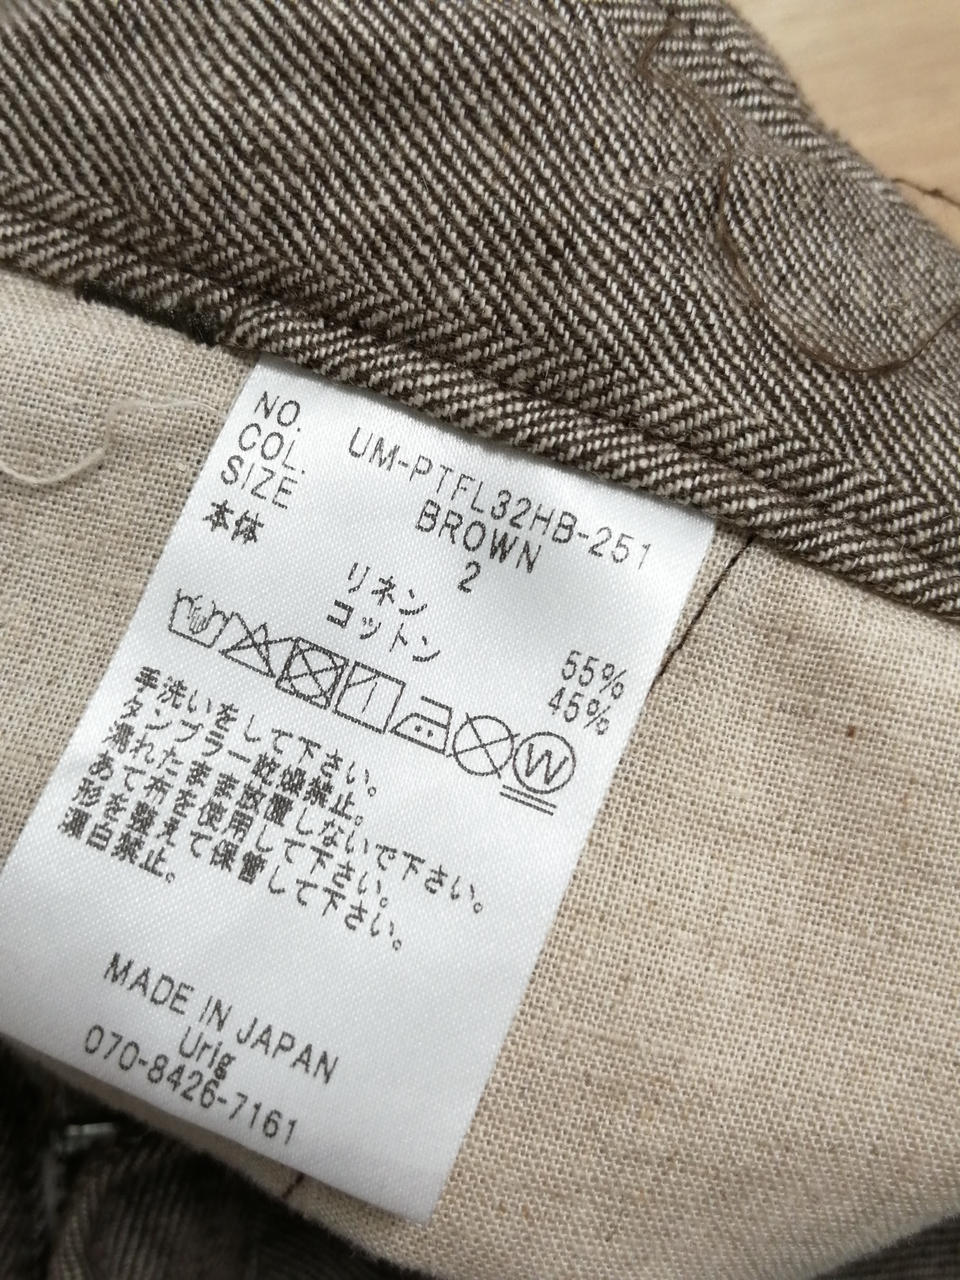 NO. UM-PTFL32HB-251
COL. BROWN
SIZE 2
本体
リネン 55%
コットン 45%
W
手洗いをして下さい。
タンブラー乾燥禁止。
濡れたまま放置しないで下さい。
あて布を使用して下さい。
形を整えて保管して下さい。
漂白禁止。
MADE IN JAPAN
Urig
070-8426-7161